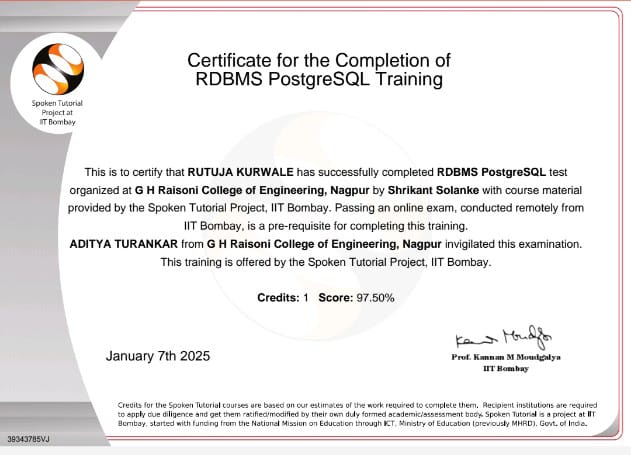 Certificate for the Completion of
RDBMS PostgreSQL Training
Spoken Tutorial
Project at
IIT Bombay
This is to certify that RUTUJA KURWALE has successfully completed RDBMS PostgreSQL test
organized at G H Raisoni College of Engineering, Nagpur by Shrikant Solanke with course material
provided by the Spoken Tutorial Project, IIT Bombay. Passing an online exam, conducted remotely from
IIT Bombay, is a pre-requisite for completing this training.
ADITYA TURANKAR from G H Raisoni College of Engineering, Nagpur invigilated this examination.
This training is offered by the Spoken Tutorial Project, IIT Bombay.
Credits: 1 Score: 97.50%
January 7th 2025
Prof. Kannan M Moudgalya
IIT Bombay
Credits for the Spoken Tutorial courses are based on our estimates of the work required to complete them. Recipient institutions are required
to apply due diligence and get them ratified/modified by their own duly formed academic/assessment body. Spoken Tutorial is a project at IIT
Bombay, started with funding from the National Mission on Education through ICT, Ministry of Education (previously MHRD), Govt. of India.
39343785VJ